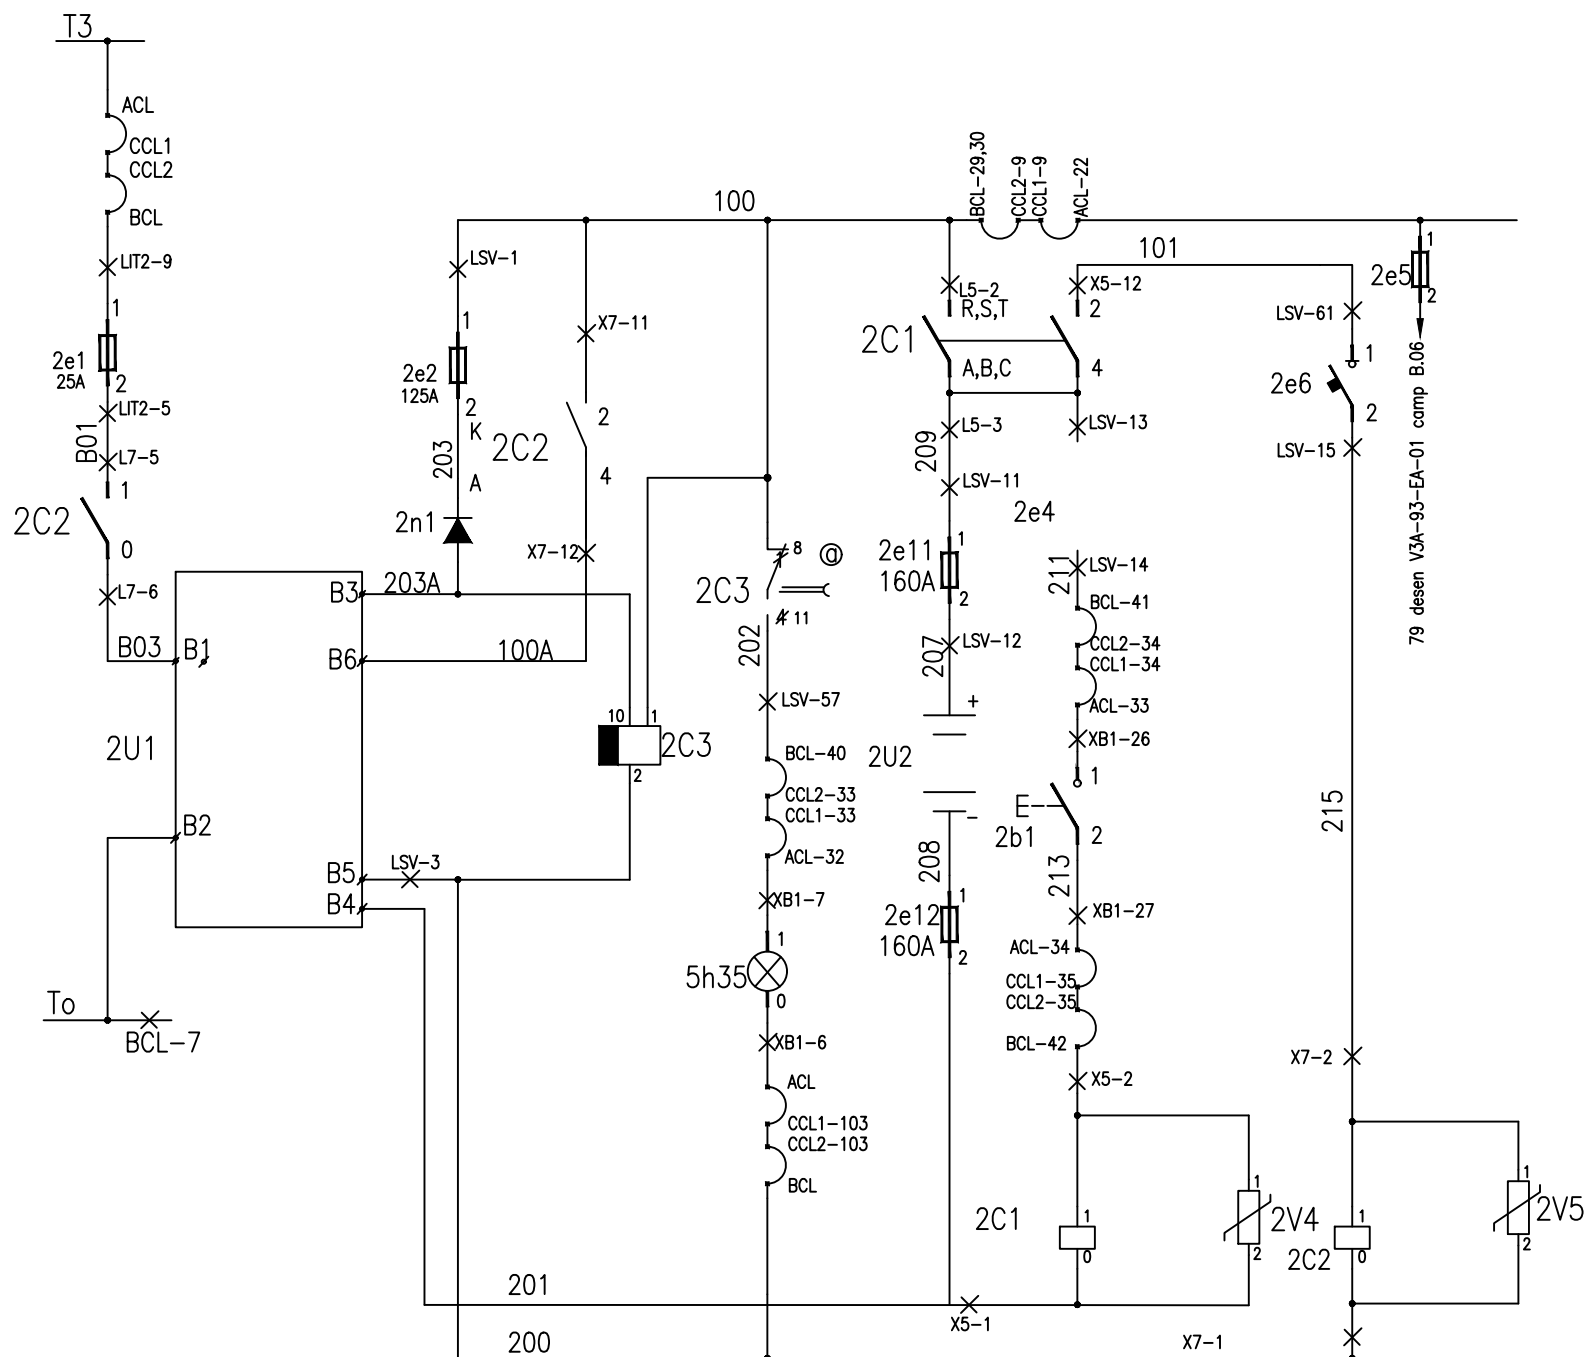 T3
ACL
CCL1
CCL2
BCL
LIT2-9
1
2e1
25A
2
LIT2-5
B01
L7-5
1
2C2
0
L7-6
B03
B1
2U1
B2
To
BCL-7
B3
B6
B5
B4
203A
100A
LSV-3
100
LSV-1
1
2e2
125A
2
K
203
A
2n1
X7-11
2
2C2
4
X7-12
10
1
2C3
2
8
@
2C3
4
11
202
LSV-57
BCL-40
CCL2-33
CCL1-33
ACL-32
XB1-7
1
5h35
0
XB1-6
ACL
CCL1-103
CCL2-103
BCL
BCL-29,30
CCL2-9
CCL1-9
ACL-22
L5-2
R,S,T
2C1
A,B,C
L5-3
209
LSV-11
1
2e11
160A
2
207
LSV-12
+
2U2
-
208
1
2e12
160A
2
101
X5-12
2
4
LSV-13
2e4
211
LSV-14
BCL-41
CCL2-34
CCL1-34
ACL-33
XB1-26
1
E
2b1
2
213
XB1-27
ACL-34
CCL1-35
CCL2-35
BCL-42
X5-2
2C1
1
0
1
2V4
2
LSV-61
1
2e6
2
LSV-15
215
X7-2
1
2C2
0
1
2V5
2
1
2e5
2
79 desen V3A-93-EA-01 camp B.06
201
X5-1
200
X7-1